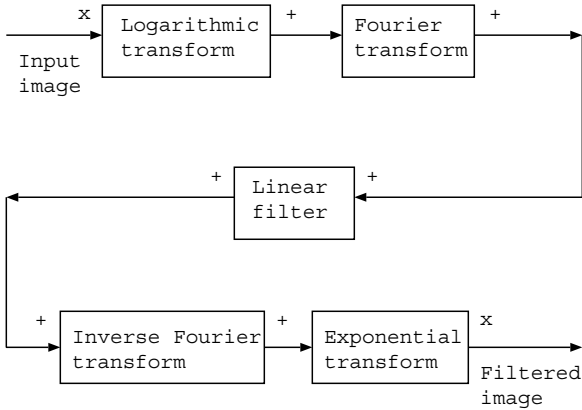 x
Logarithmic
transform
+
Fourier
transform
+
Input
image
+
Linear
filter
+
+
Inverse Fourier
transform
+
Exponential
transform
x
Filtered
image